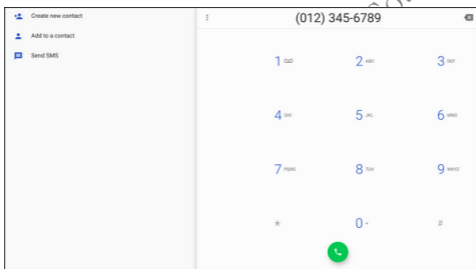 Create new contact
Add to a contact
Send SMS
(012) 345-6789
1
2 ABC
3 DEF
4 GHI
5 JKL
6 MNO
7 PQRS
8 TUV
9 WXYZ
*
0 +
#